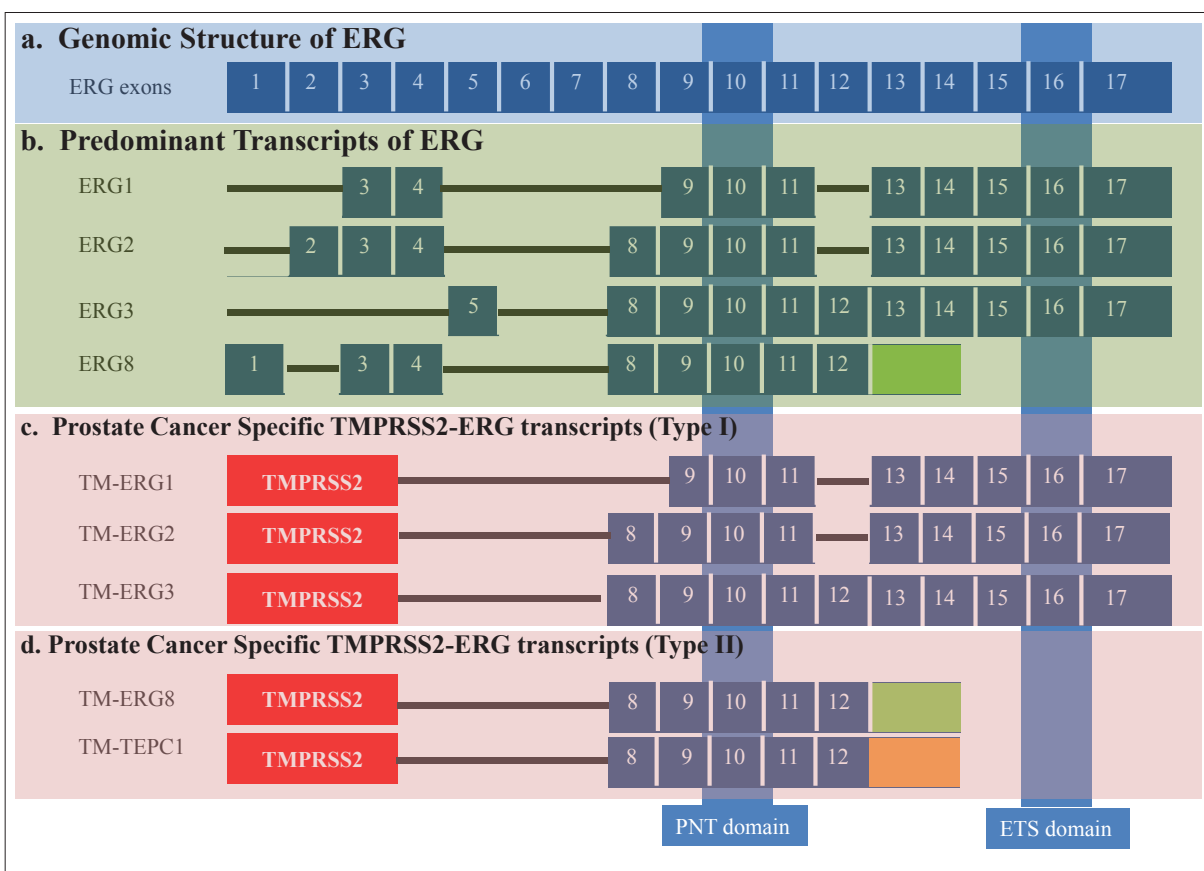 a. Genomic Structure of ERG
ERG exons 1 2 3 4 5 6 7 8 9 10 11 12 13 14 15 16 17
b. Predominant Transcripts of ERG
ERG1 3 4 9 10 11 13 14 15 16 17
ERG2 2 3 4 8 9 10 11 13 14 15 16 17
ERG3 5 8 9 10 11 12 13 14 15 16 17
ERG8 1 3 4 8 9 10 11 12
c. Prostate Cancer Specific TMPRSS2-ERG transcripts (Type I)
TM-ERG1 TMPRSS2 9 10 11 13 14 15 16 17
TM-ERG2 TMPRSS2 8 9 10 11 13 14 15 16 17
TM-ERG3 TMPRSS2 8 9 10 11 12 13 14 15 16 17
d. Prostate Cancer Specific TMPRSS2-ERG transcripts (Type II)
TM-ERG8 TMPRSS2 8 9 10 11 12
TM-TEPC1 TMPRSS2 8 9 10 11 12
PNT domain ETS domain